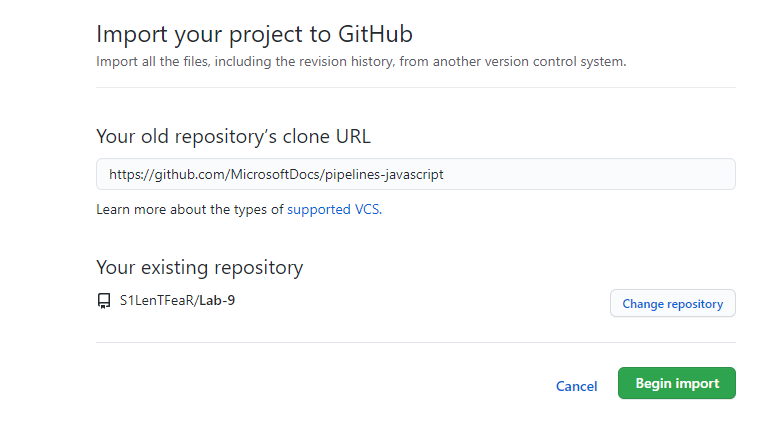 Import your project to GitHub
Import all the files, including the revision history, from another version control system.
Your old repository’s clone URL
https://github.com/MicrosoftDocs/pipelines-javascript
Learn more about the types of supported VCS.
Your existing repository
S1LenTFeaR/Lab-9
Change repository
Cancel
Begin import